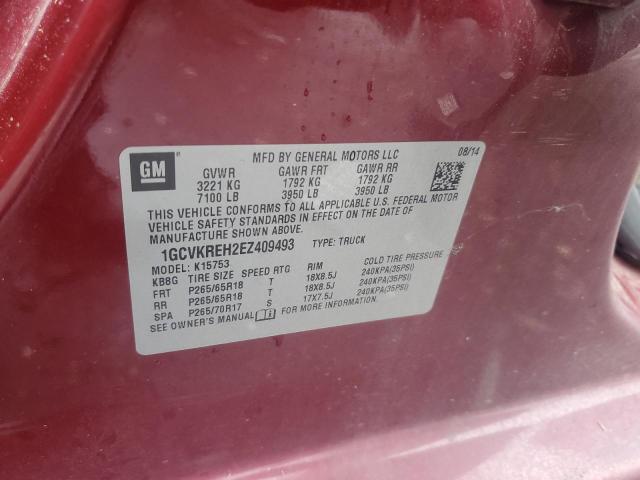 GM
MFD BY GENERAL MOTORS LLC 08/14
GVWR GAWR FRT GAWR RR
3221 KG 1792 KG 1792 KG
7100 LB 3950 LB 3950 LB
THIS VEHICLE CONFORMS TO ALL APPLICABLE U.S. FEDERAL MOTOR
VEHICLE SAFETY STANDARDS IN EFFECT ON THE DATE OF
MANUFACTURE SHOWN ABOVE.
1GCVKREH2EZ409493 TYPE: TRUCK
MODEL: K15753
KBBG TIRE SIZE SPEED RTG RIM COLD TIRE PRESSURE
FRT P265/65R18 T 18X8.5J 240KPA(35PSI)
RR P265/65R18 T 18X8.5J 240KPA(35PSI)
SPA P265/70R17 S 17X7.5J 240KPA(35PSI)
SEE OWNER'S MANUAL FOR MORE INFORMATION.